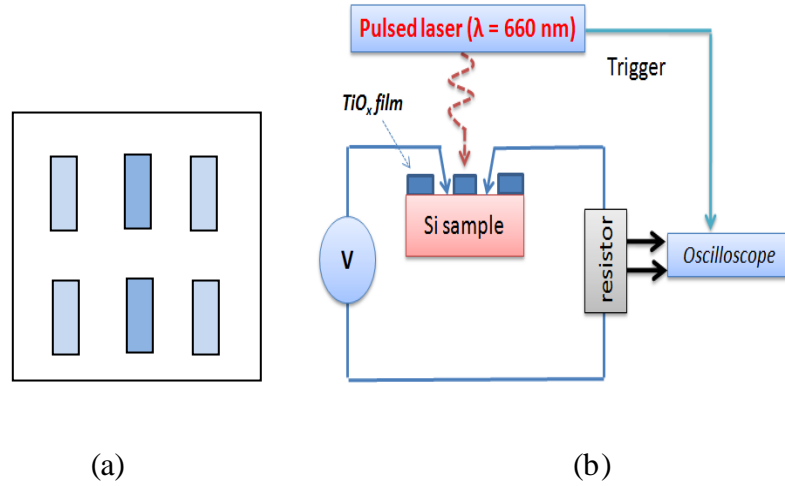 Pulsed laser (λ = 660 nm)
Trigger
TiOₓ film
Si sample
V
resistor
Oscilloscope
(a)
(b)